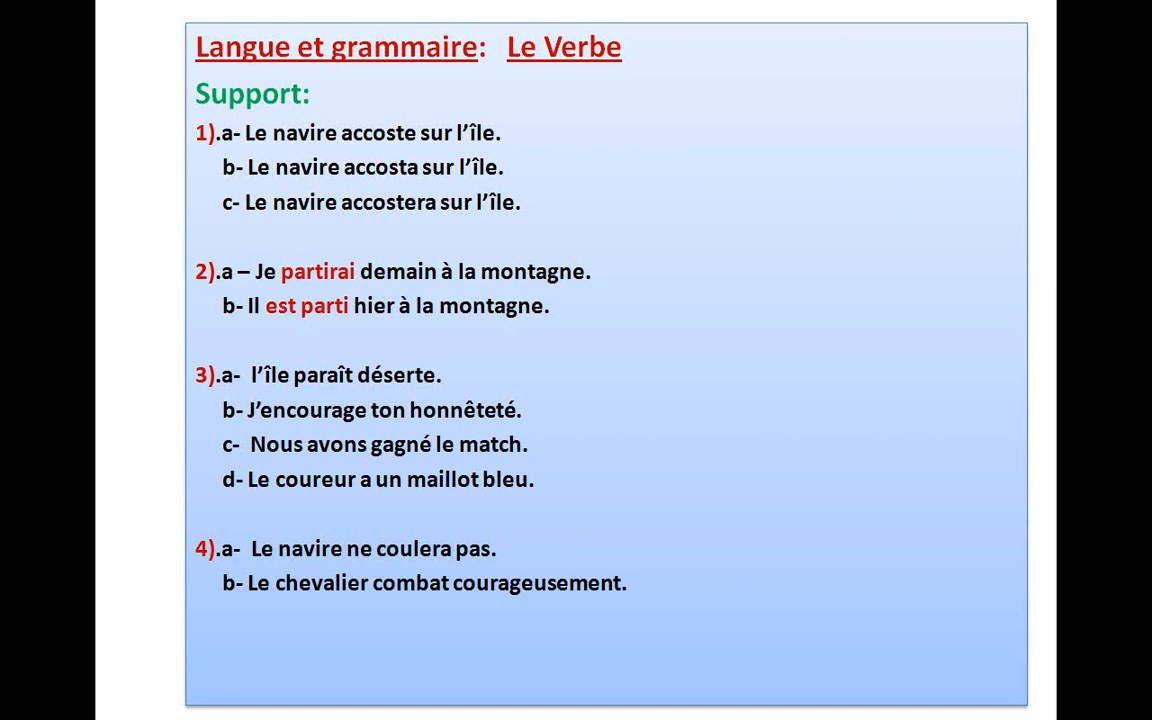 Langue et grammaire:   Le Verbe
Support:
1).a- Le navire accoste sur l’île.
b- Le navire accosta sur l’île.
c- Le navire accostera sur l’île.
2).a – Je partirai demain à la montagne.
b- Il est parti hier à la montagne.
3).a-  l’île paraît déserte.
b- J’encourage ton honnêteté.
c-  Nous avons gagné le match.
d- Le coureur a un maillot bleu.
4).a-  Le navire ne coulera pas.
b- Le chevalier combat courageusement.